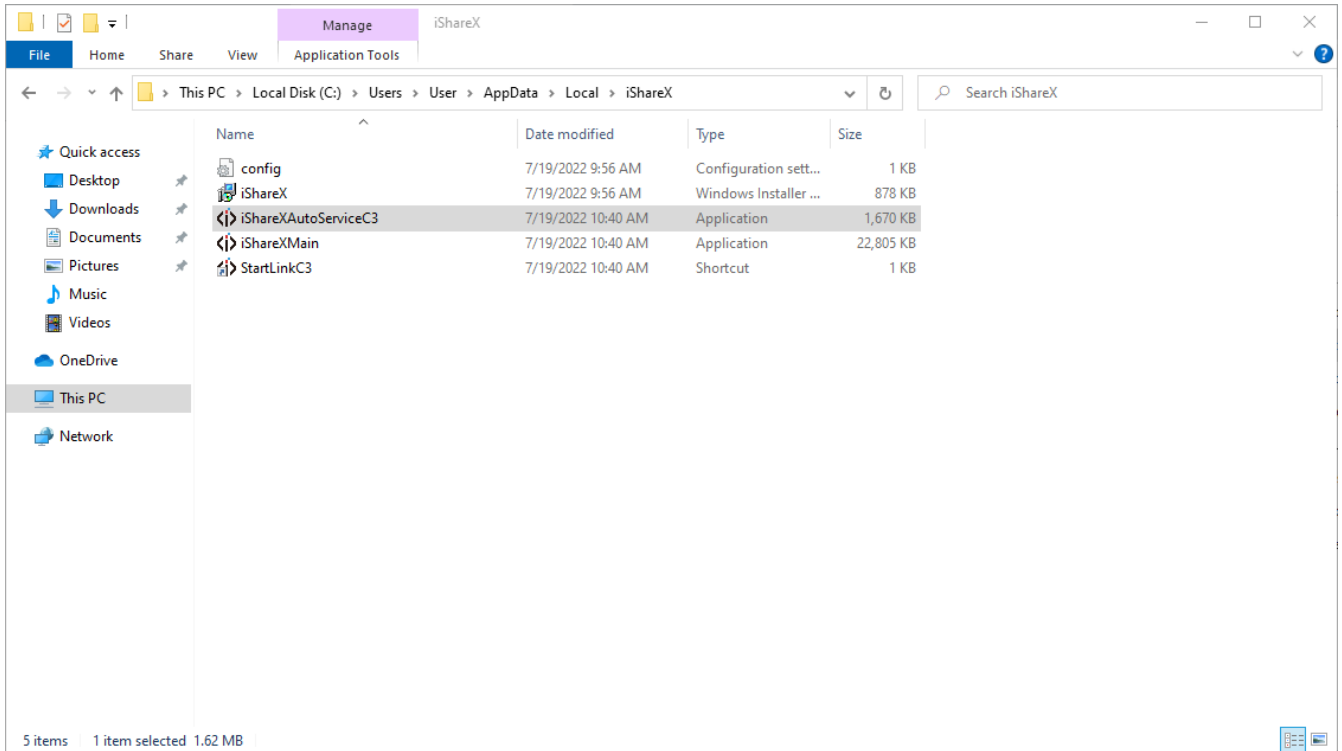 Manage iShareX
File Home Share View Application Tools
This PC Local Disk (C:) Users User AppData Local iShareX Search iShareX
Name Date modified Type Size
Quick access
Desktop
Downloads
Documents
Pictures
Music
Videos
OneDrive
This PC
Network
config 7/19/2022 9:56 AM Configuration sett... 1 KB
iShareX 7/19/2022 9:56 AM Windows Installer ... 878 KB
iShareXAutoServiceC3 7/19/2022 10:40 AM Application 1,670 KB
iShareXMain 7/19/2022 10:40 AM Application 22,805 KB
StartLinkC3 7/19/2022 10:40 AM Shortcut 1 KB
5 items 1 item selected 1.62 MB